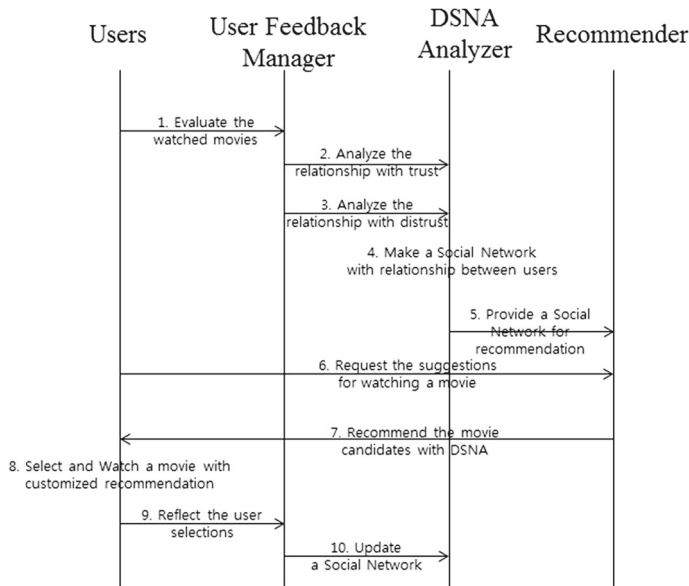 Users
User Feedback
Manager
DSNA
Analyzer
Recommender
1. Evaluate the
watched movies
2. Analyze the
relationship with trust
3. Analyze the
relationship with distrust
4. Make a Social Network
with relationship between users
5. Provide a Social
Network for
recommendation
6. Request the suggestions
for watching a movie
7. Recommend the movie
candidates with DSNA
8. Select and Watch a movie with
customized recommendation
9. Reflect the user
selections
10. Update
a Social Network